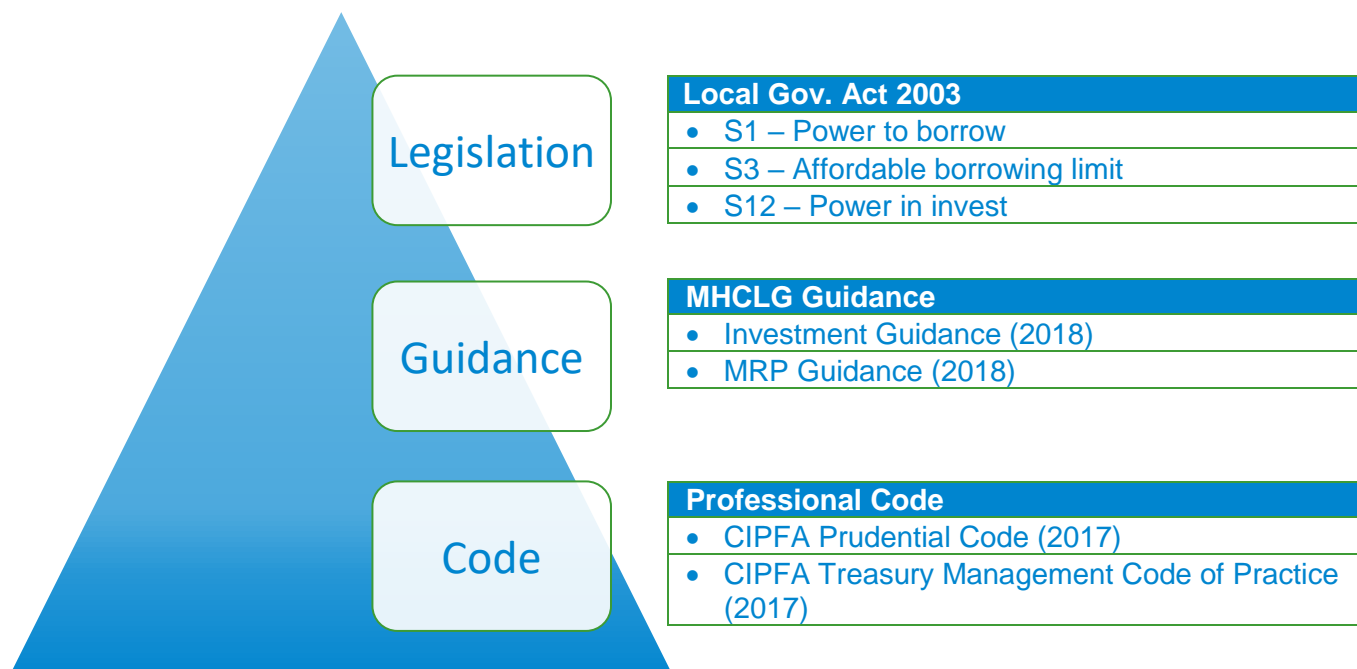 Legislation
Local Gov. Act 2003
• S1 – Power to borrow
• S3 – Affordable borrowing limit
• S12 – Power in invest
Guidance
MHCLG Guidance
• Investment Guidance (2018)
• MRP Guidance (2018)
Code
Professional Code
• CIPFA Prudential Code (2017)
• CIPFA Treasury Management Code of Practice
(2017)